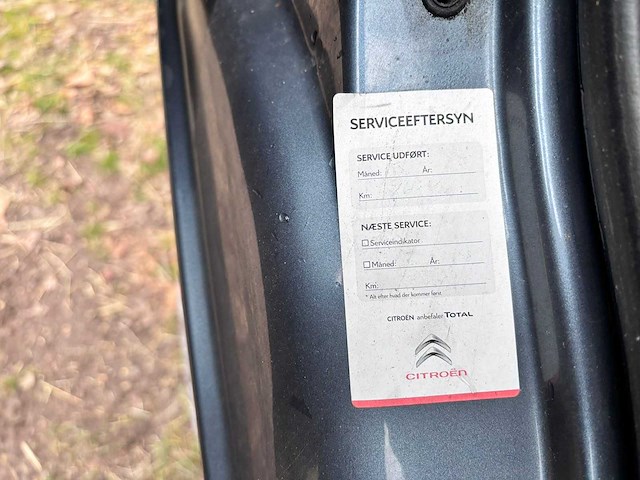 SERVICEEFTERSYN
SERVICE UDFØRT:
Måned: År:
Km:
NÆSTE SERVICE:
Serviceindikator
Måned: År:
Km:
* Alt efter hvad der kommer først
CITROËN anbefaler TOTAL
CITROËN